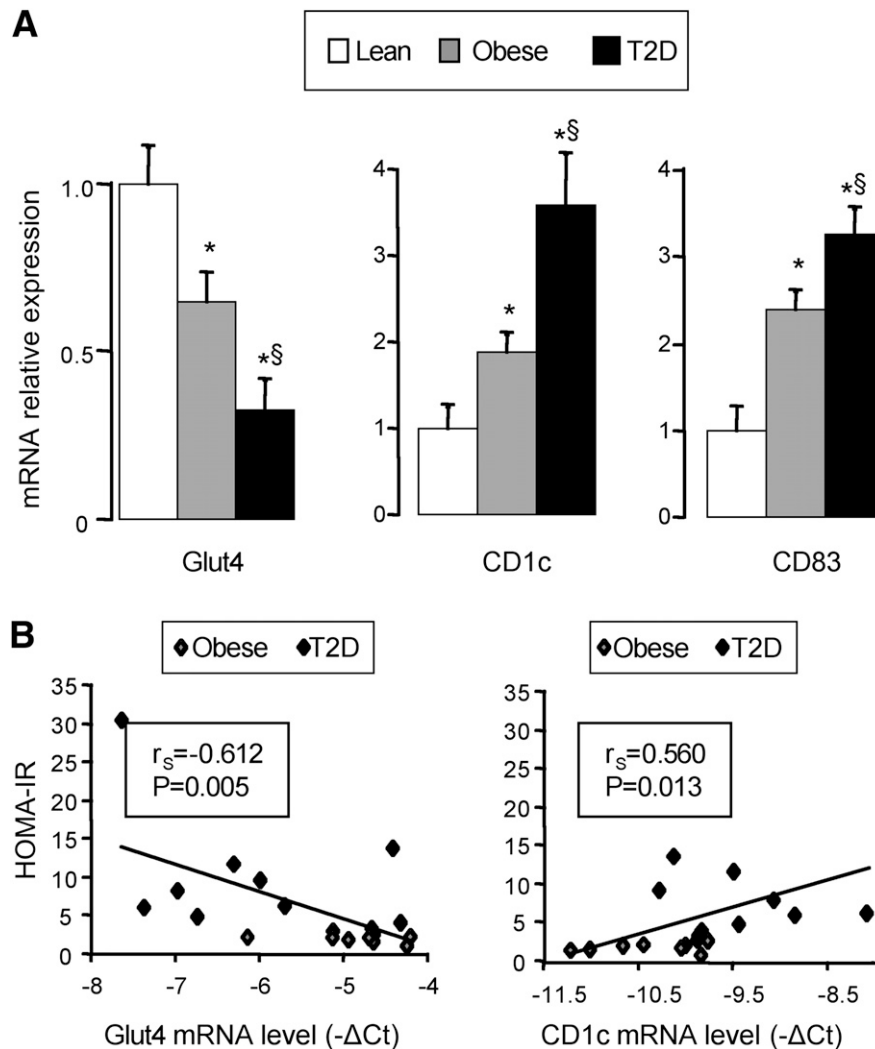 A
Lean Obese T2D
mRNA relative expression
1.0
0.5
0
*
*§
Glut4
4
3
2
1
0
*
*§
CD1c
4
3
2
1
0
*
*§
CD83
B
Obese T2D
HOMA-IR
35
30
25
20
15
10
5
0
rS=-0.612
P=0.005
-8 -7 -6 -5 -4
Glut4 mRNA level (-ΔCt)
Obese T2D
35
30
25
20
15
10
5
0
rS=0.560
P=0.013
-11.5 -10.5 -9.5 -8.5
CD1c mRNA level (-ΔCt)